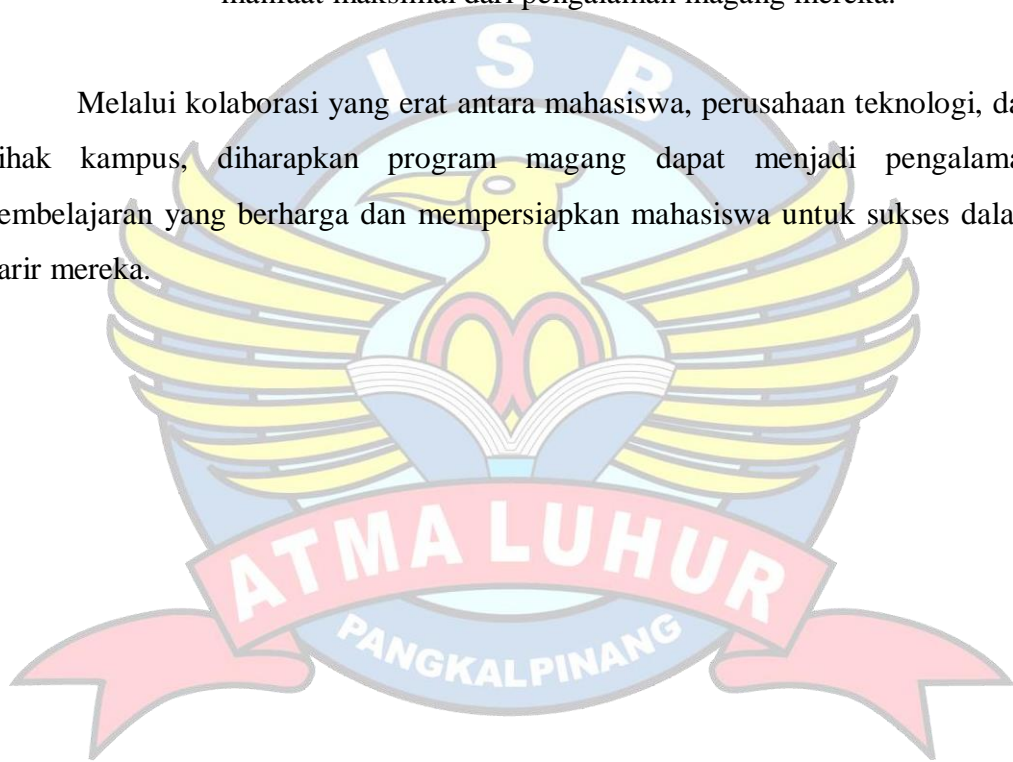 manfaat maksimal dari pengalaman magang mereka.
I S B
Melalui kolaborasi yang erat antara mahasiswa, perusahaan teknologi, da
ihak kampus, diharapkan program magang dapat menjadi pengalama
embelajaran yang berharga dan mempersiapkan mahasiswa untuk sukses dala
arir mereka.
ATMA LUHUR
PANGKALPINANG